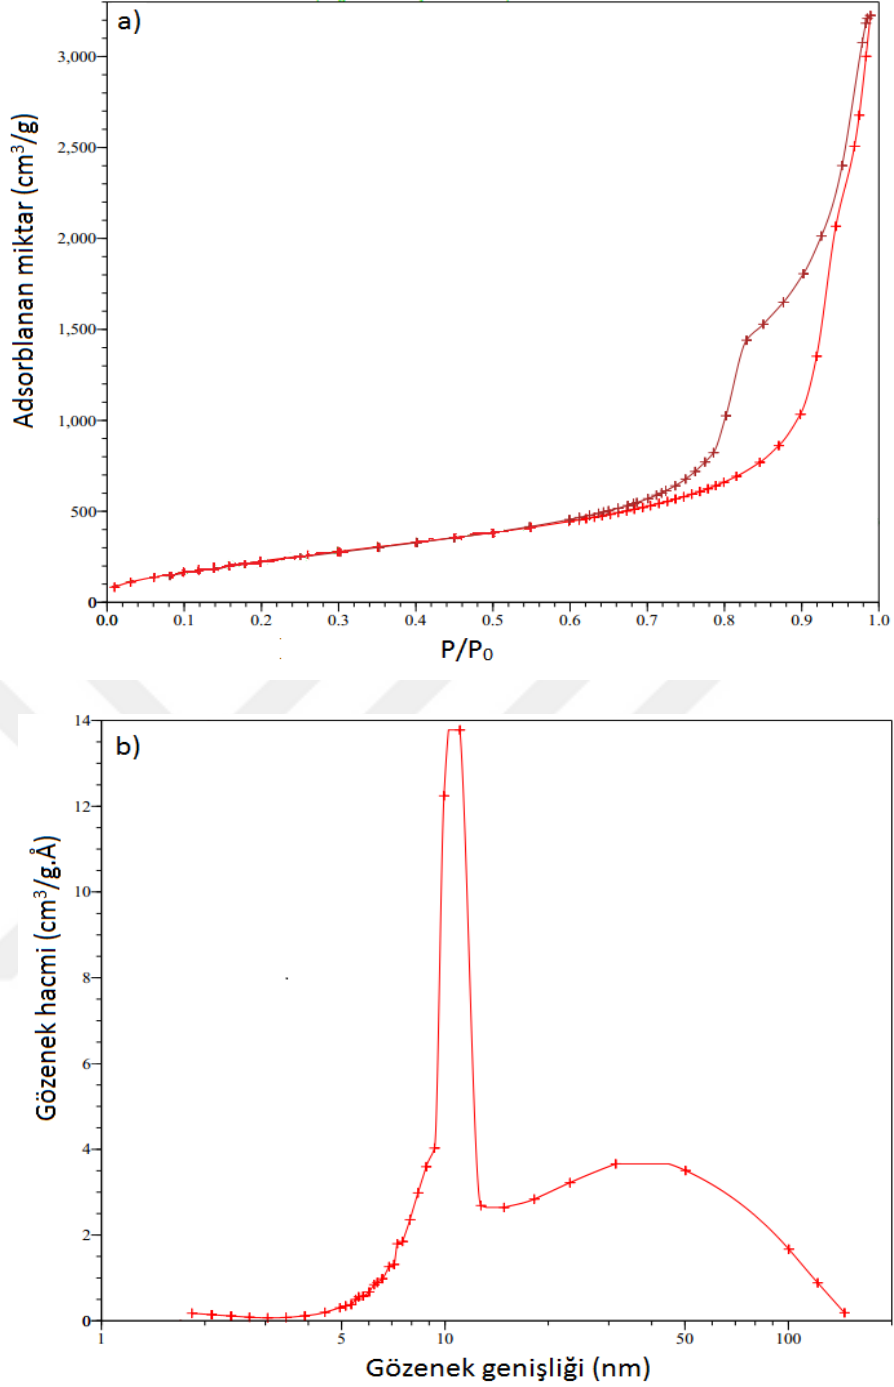 a)
3,000
2,500
2,000
1,500
1,000
500
0
Adsorblanan miktar (cm³/g)
0.0 0.1 0.2 0.3 0.4 0.5 0.6 0.7 0.8 0.9 1.0
P/P₀
b)
14
12
10
8
6
4
2
0
Gözenek hacmi (cm³/g.Å)
1 5 10 50 100
Gözenek genişliği (nm)